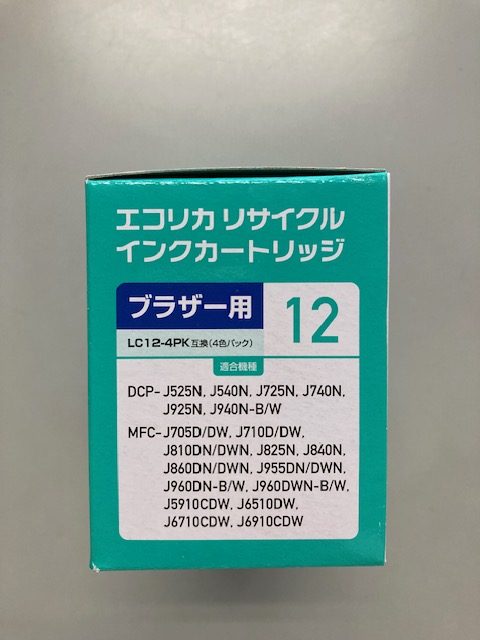 エコリカ リサイクル
インクカートリッジ
ブラザー用
12
LC12-4PK互換(4色パック)
適合機種
DCP-J525N, J540N, J725N, J740N,
J925N, J940N-B/W
MFC-J705D/DW, J710D/DW,
J810DN/DWN, J825N, J840N,
J860DN/DWN, J955DN/DWN,
J960DN-B/W, J960DWN-B/W,
J5910CDW, J6510DW,
J6710CDW, J6910CDW